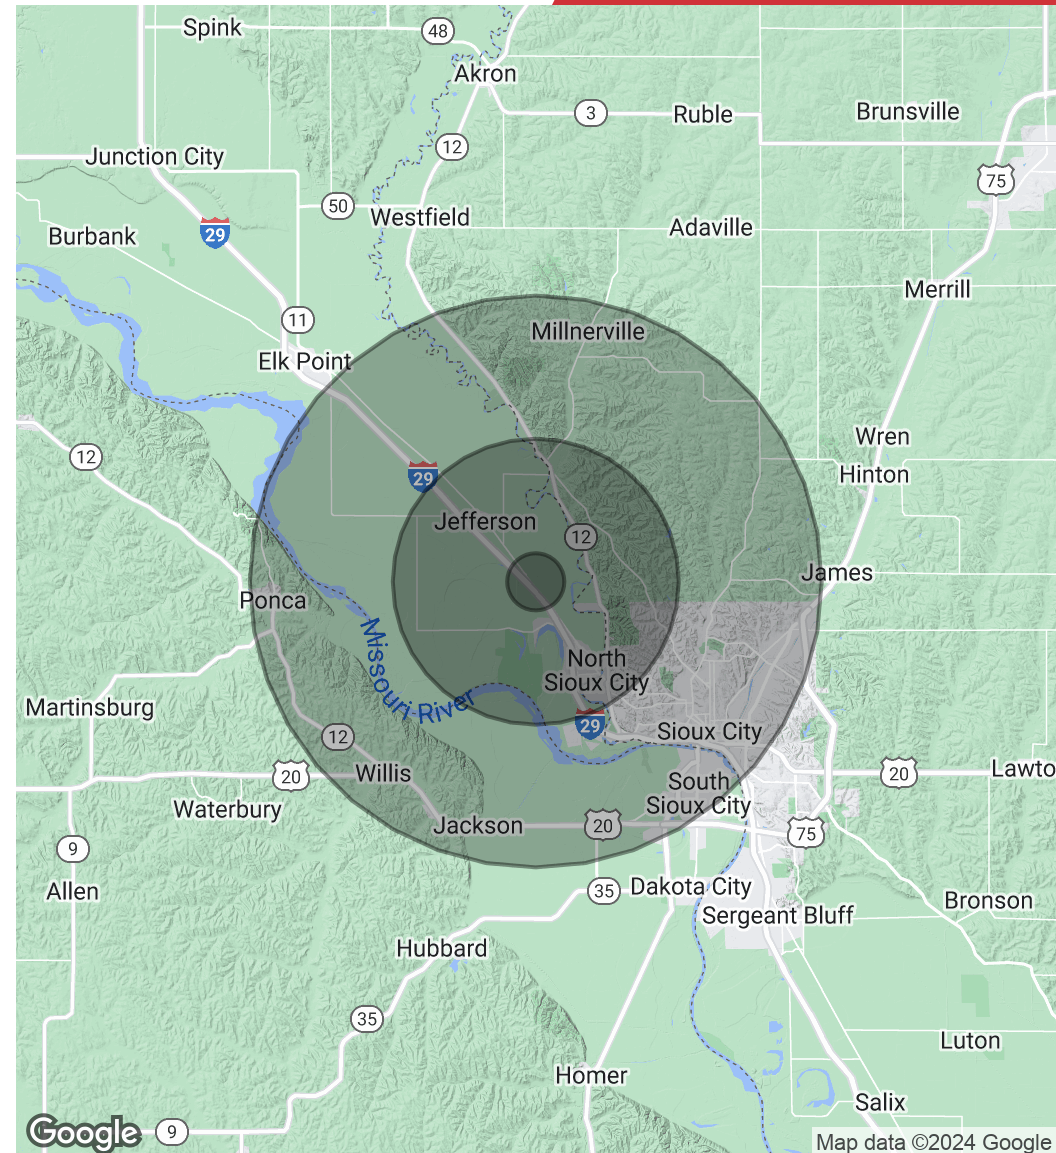 Spink
48
Akron
3
Ruble
Brunsville
12
Junction City
75
50
Westfield
Burbank
29
Adaville
Merrill
11
Millnerville
Elk Point
Wren
12
29
Hinton
Jefferson
12
James
Ponca
Missouri River
North
Sioux City
Martinsburg
29
12
Sioux City
Willis
20
20
Lawto
South
Sioux City
Waterbury
Jackson
20
75
9
Allen
35
Dakota City
Bronson
Sergeant Bluff
Hubbard
35
Luton
Homer
Salix
Google
9
Map data ©2024 Google